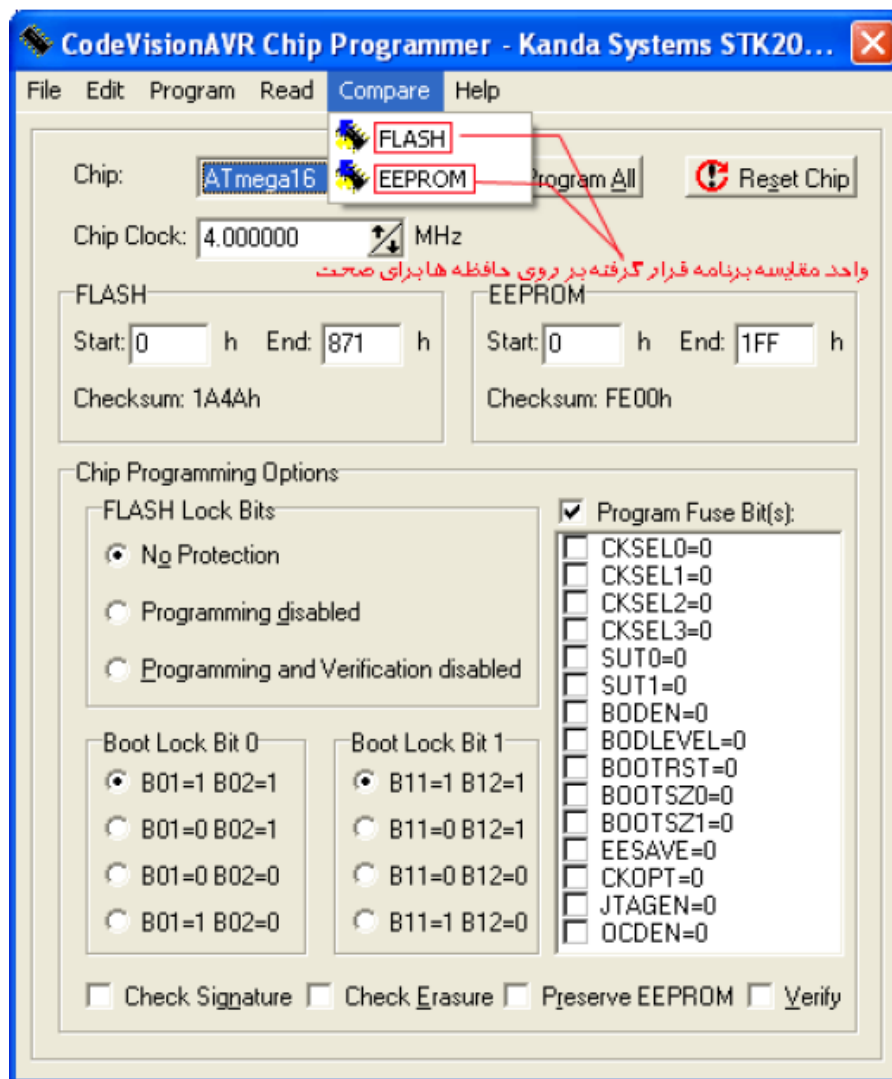 CodeVisionAVR Chip Programmer - Kanda Systems STK20...
File Edit Program Read Compare Help
FLASH
EEPROM
Chip: ATmega16 Program All Reset Chip
Chip Clock: 4.000000 MHz
واحد مقایسه برنامه قرار گرفته بر روی حافظه ها برای صحت
FLASH
Start: 0 h End: 871 h
Checksum: 1A4Ah
EEPROM
Start: 0 h End: 1FF h
Checksum: FE00h
Chip Programming Options
FLASH Lock Bits
No Protection
Programming disabled
Programming and Verification disabled
Boot Lock Bit 0
B01=1 B02=1
B01=0 B02=1
B01=0 B02=0
B01=1 B02=0
Boot Lock Bit 1
B11=1 B12=1
B11=0 B12=1
B11=0 B12=0
B11=1 B12=0
Program Fuse Bit(s):
CKSEL0=0
CKSEL1=0
CKSEL2=0
CKSEL3=0
SUT0=0
SUT1=0
BODEN=0
BODLEVEL=0
BOOTRST=0
BOOTSZ0=0
BOOTSZ1=0
EESAVE=0
CKOPT=0
JTAGEN=0
OCDEN=0
Check Signature Check Erasure Preserve EEPROM Verify